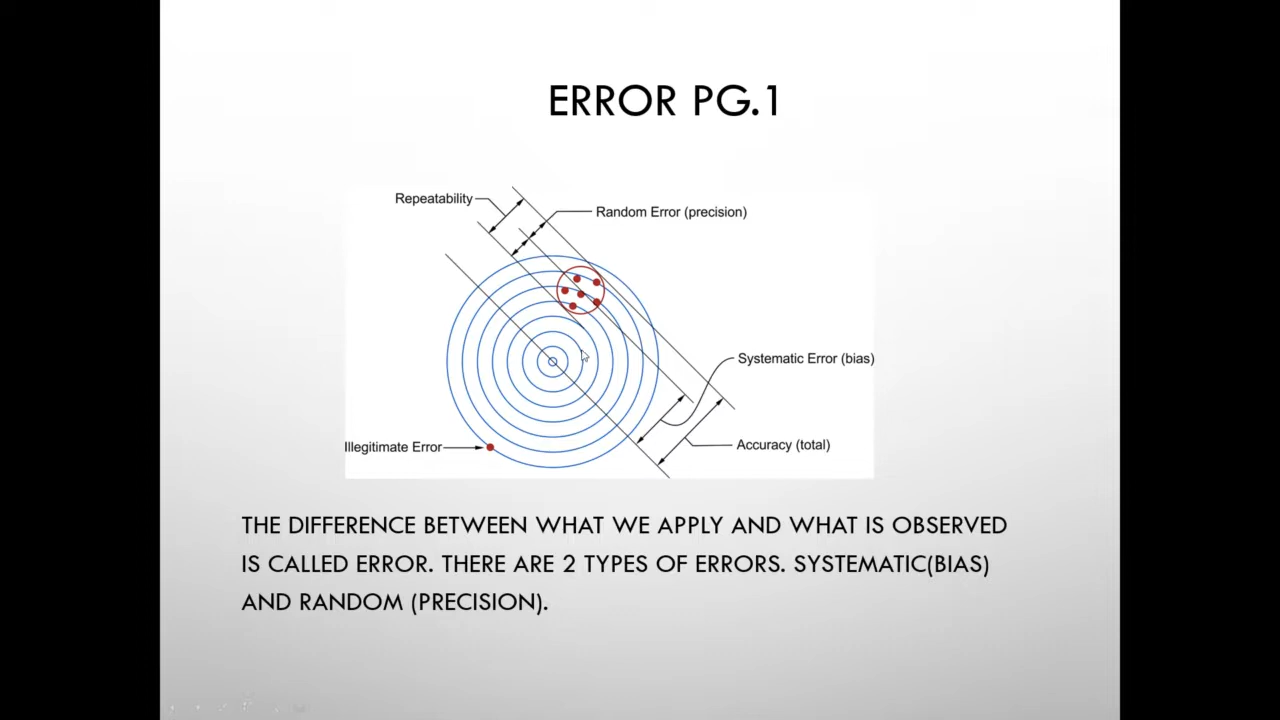 ERROR PG.1
Repeatability
Random Error (precision)
Systematic Error (bias)
Illegitimate Error
Accuracy (total)
THE DIFFERENCE BETWEEN WHAT WE APPLY AND WHAT IS OBSERVED
IS CALLED ERROR. THERE ARE 2 TYPES OF ERRORS. SYSTEMATIC(BIAS)
AND RANDOM (PRECISION).